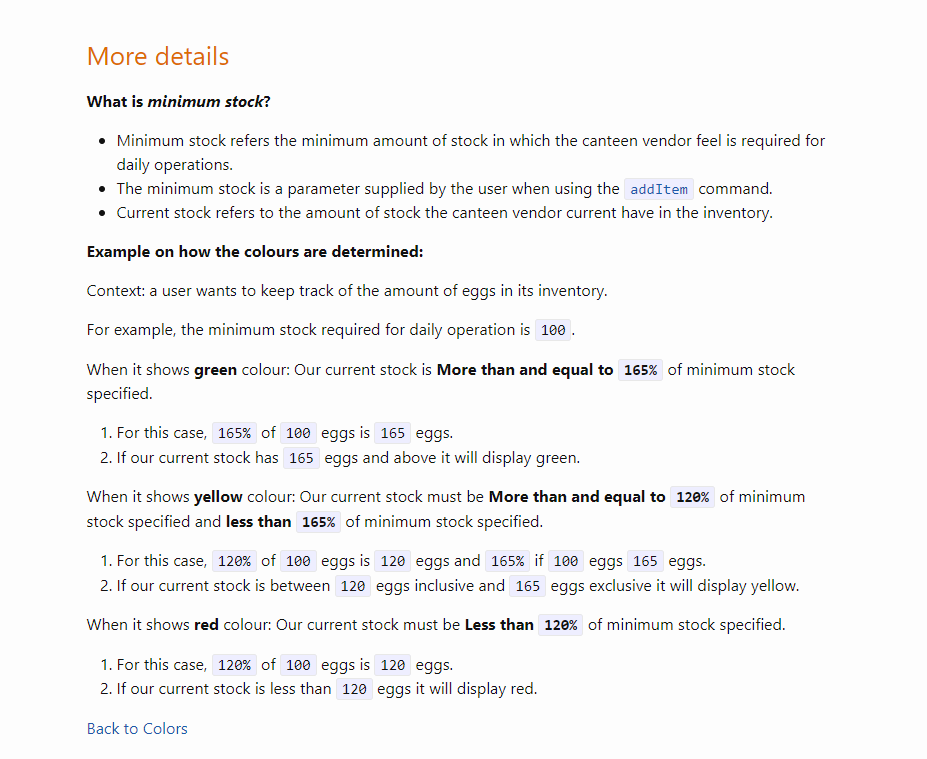 More details
What is minimum stock?
• Minimum stock refers the minimum amount of stock in which the canteen vendor feel is required for
daily operations.
• The minimum stock is a parameter supplied by the user when using the addItem command.
• Current stock refers to the amount of stock the canteen vendor current have in the inventory.
Example on how the colours are determined:
Context: a user wants to keep track of the amount of eggs in its inventory.
For example, the minimum stock required for daily operation is 100.
When it shows green colour: Our current stock is More than and equal to 165% of minimum stock
specified.
1. For this case, 165% of 100 eggs is 165 eggs.
2. If our current stock has 165 eggs and above it will display green.
When it shows yellow colour: Our current stock must be More than and equal to 120% of minimum
stock specified and less than 165% of minimum stock specified.
1. For this case, 120% of 100 eggs is 120 eggs and 165% if 100 eggs 165 eggs.
2. If our current stock is between 120 eggs inclusive and 165 eggs exclusive it will display yellow.
When it shows red colour: Our current stock must be Less than 120% of minimum stock specified.
1. For this case, 120% of 100 eggs is 120 eggs.
2. If our current stock is less than 120 eggs it will display red.
Back to Colors